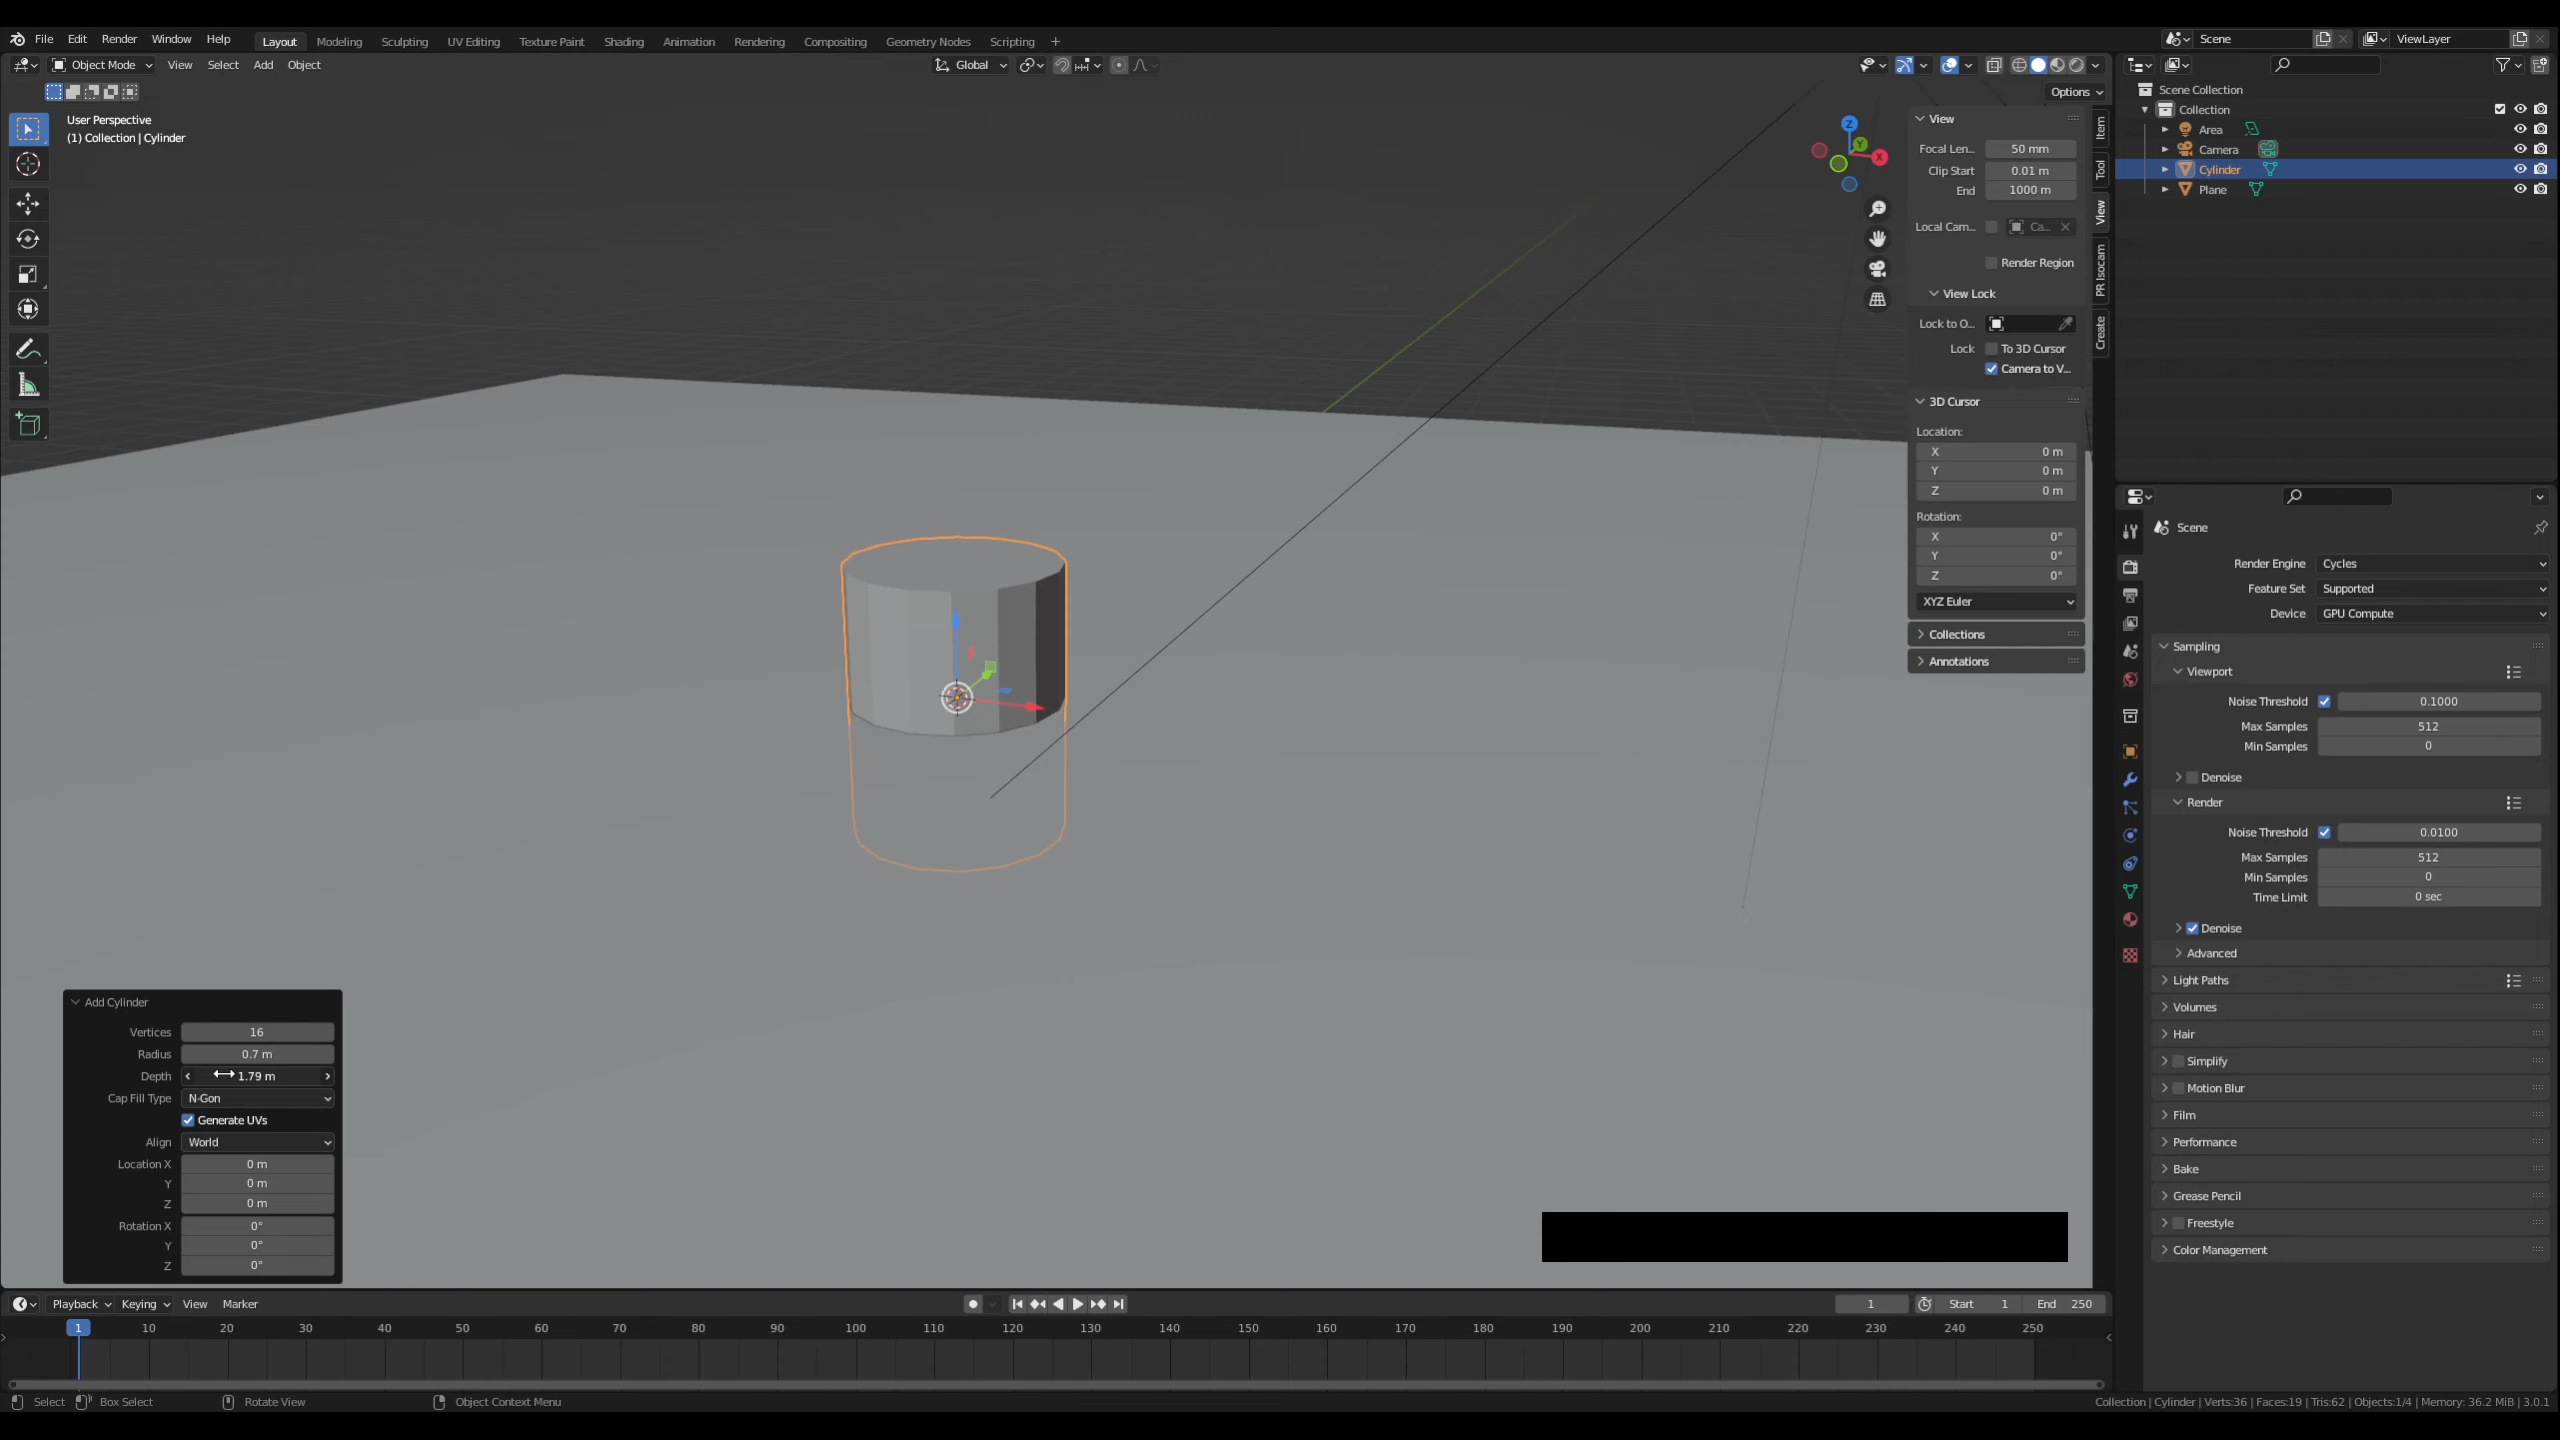 File Edit Render Window Help Layout Modeling Sculpting UV Editing Texture Paint Shading Animation Rendering Compositing Geometry Nodes Scripting + Scene ViewLayer
Object Mode View Select Add Object Global
Options
User Perspective
(1) Collection | Cylinder
Z
Y
X
View
Focal Len... 50 mm
Clip Start 0.01 m
End 1000 m
Local Cam... Ca...
Render Region
View Lock
Lock to O...
Lock To 3D Cursor
Camera to V...
3D Cursor
Location:
X 0 m
Y 0 m
Z 0 m
Rotation:
X 0°
Y 0°
Z 0°
XYZ Euler
Collections
Annotations
Item
Tool
View
PR Isocam
Create
Scene Collection
Collection
Area
Camera
Cylinder
Plane
Scene
Render Engine Cycles
Feature Set Supported
Device GPU Compute
Sampling
Viewport
Noise Threshold 0.1000
Max Samples 512
Min Samples 0
Denoise
Render
Noise Threshold 0.0100
Max Samples 512
Min Samples 0
Time Limit 0 sec
Denoise
Advanced
Light Paths
Volumes
Hair
Simplify
Motion Blur
Film
Performance
Bake
Grease Pencil
Freestyle
Color Management
Add Cylinder
Vertices 16
Radius 0.7 m
Depth 1.79 m
Cap Fill Type N-Gon
Generate UVs
Align World
Location X 0 m
Y 0 m
Z 0 m
Rotation X 0°
Y 0°
Z 0°
Playback Keying View Marker 1 Start 1 End 250
1 10 20 30 40 50 60 70 80 90 100 110 120 130 140 150 160 170 180 190 200 210 220 230 240 250
Select Box Select Rotate View Object Context Menu Collection | Cylinder | Verts:36 | Faces:19 | Tris:62 | Objects:1/4 | Memory: 36.2 MiB | 3.0.1